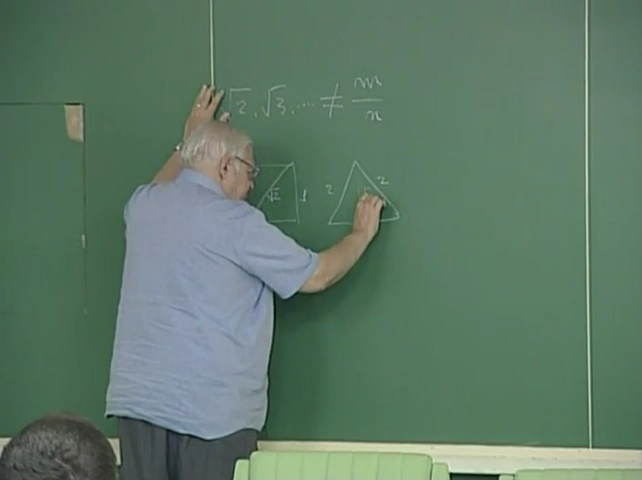 √2, √3, ... ≠ m/n
√2 1 2 2